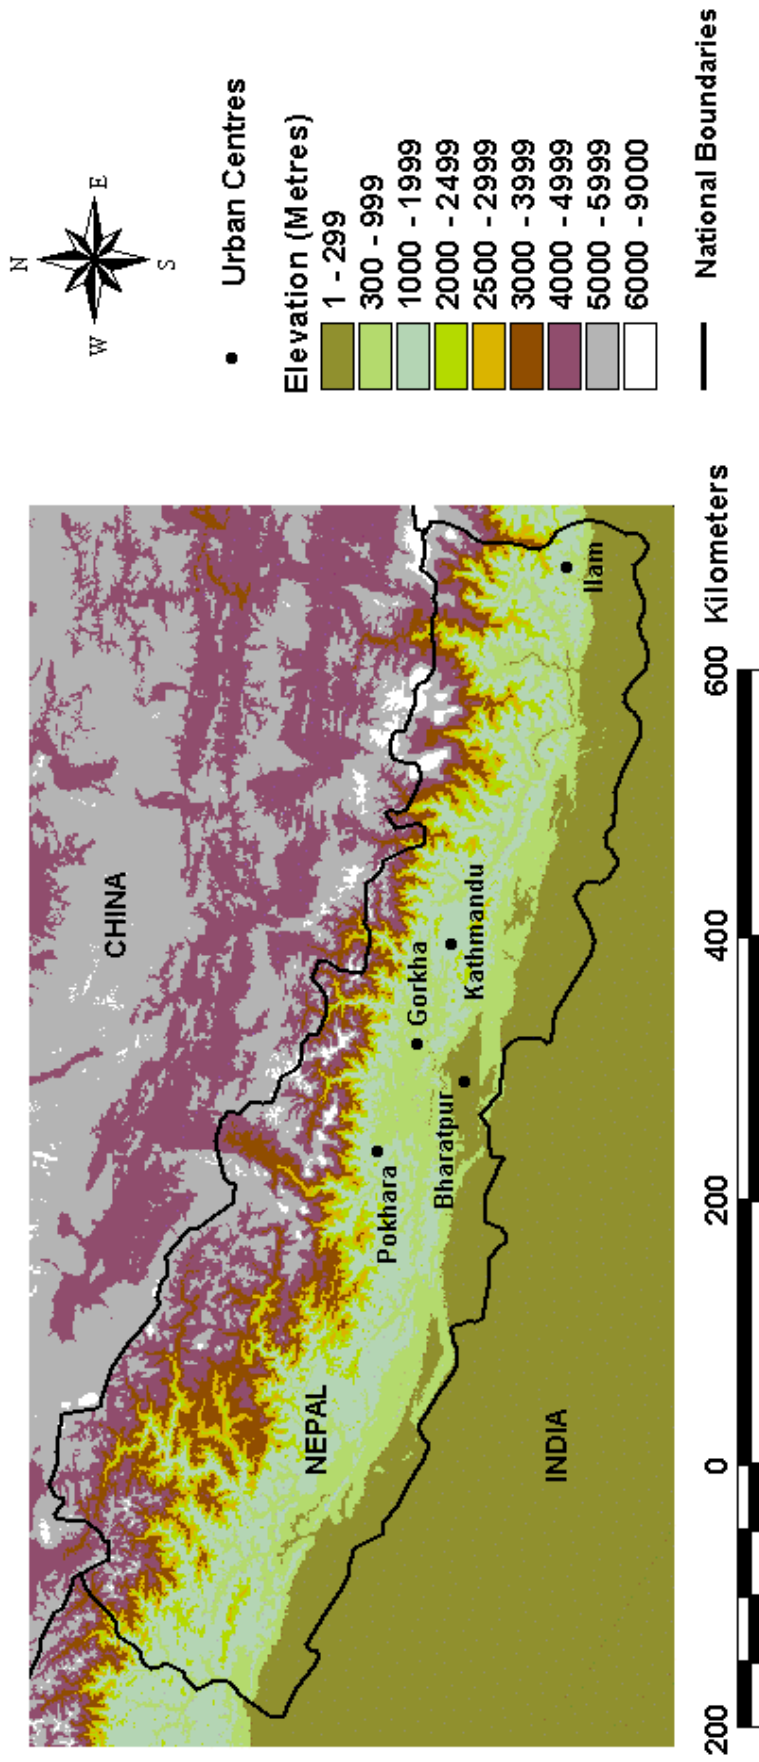 N
W
E
S
Urban Centres
Elevation (Metres)
1 - 299
300 - 999
1000 - 1999
2000 - 2499
2500 - 2999
3000 - 3999
4000 - 4999
5000 - 5999
6000 - 9000
National Boundaries
CHINA
NEPAL
INDIA
Pokhara
Gorkha
Bharatpur
Kathmandu
Ilam
200 0 200 400 600 Kilometers